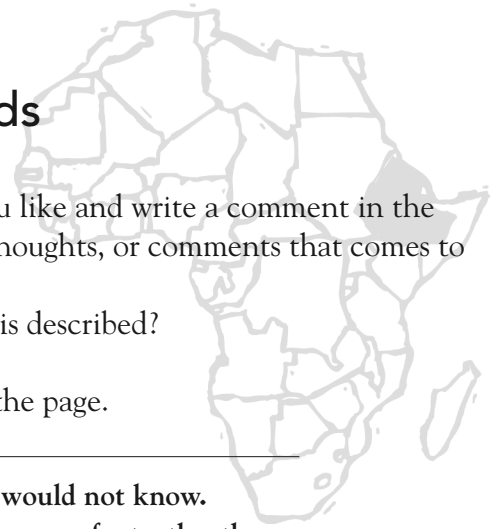 ds
u like and write a comment in the
houghts, or comments that comes to
is described?
the page.
would not know.